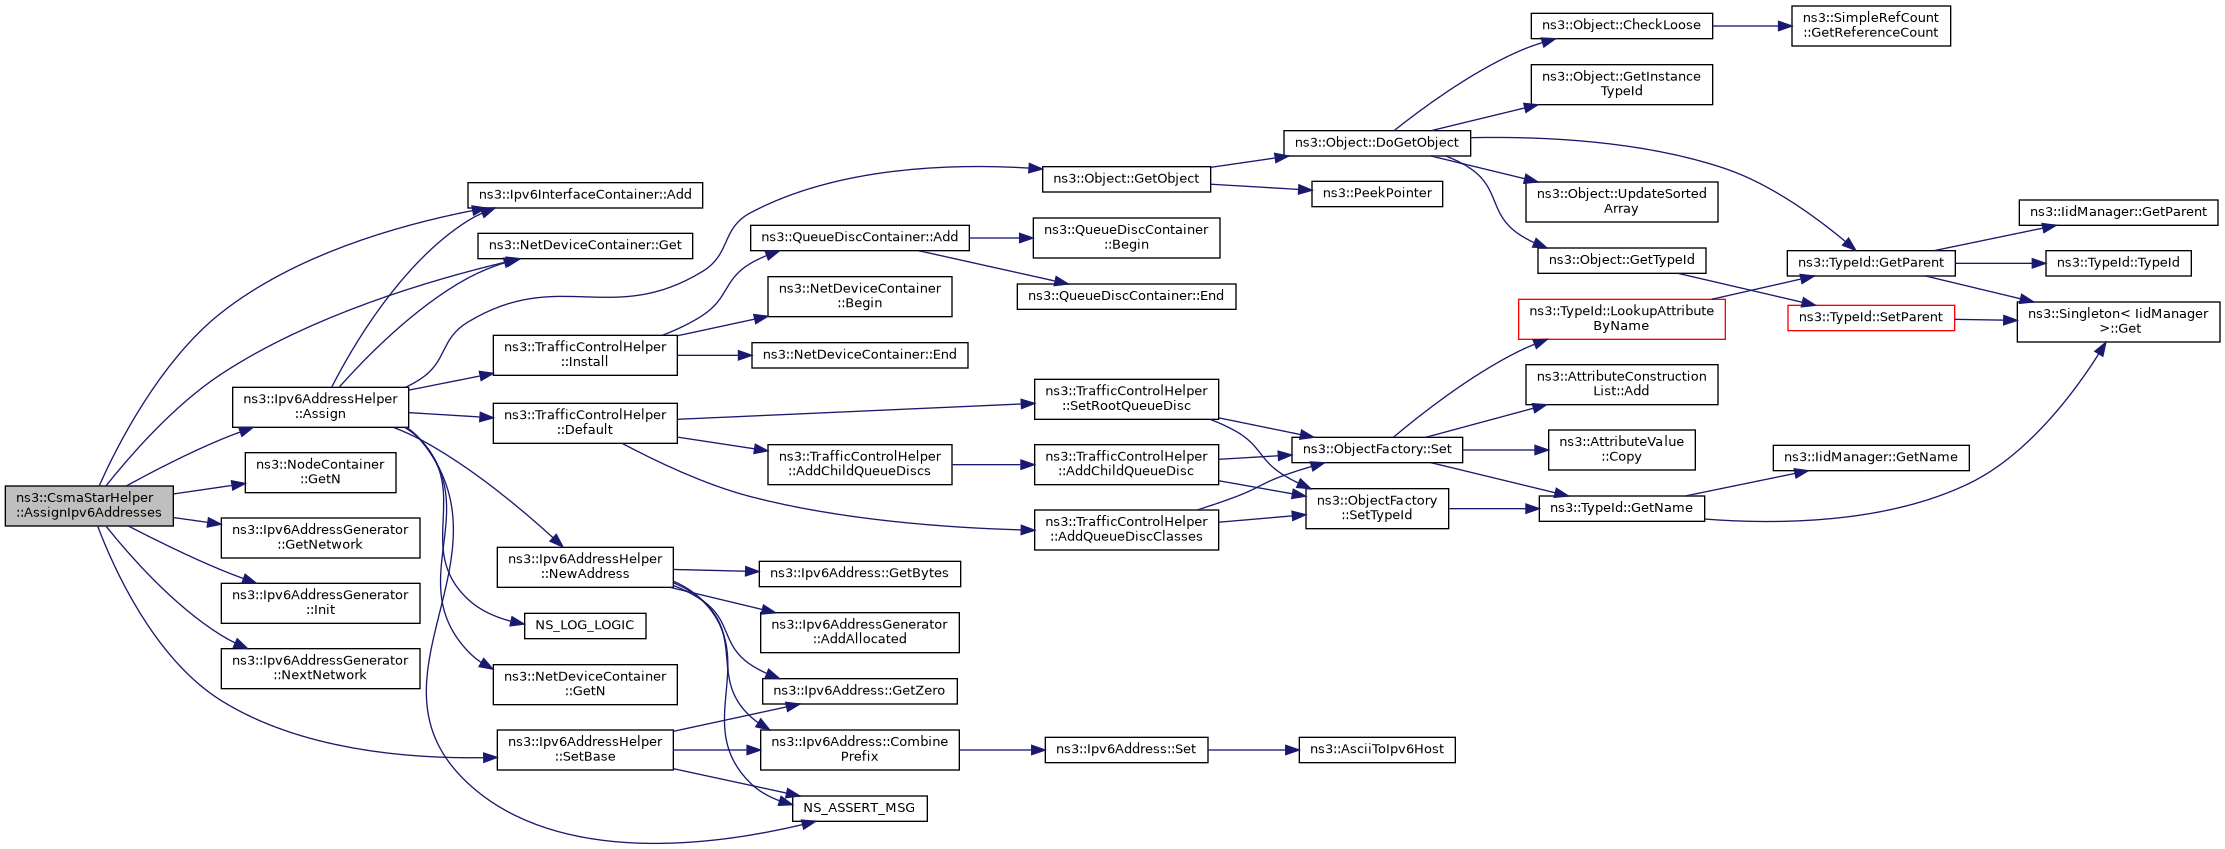 ns3::CsmaStarHelper
::AssignIpv6Addresses
ns3::Ipv6InterfaceContainer::Add
ns3::NetDeviceContainer::Get
ns3::Ipv6AddressHelper
::Assign
ns3::NodeContainer
::GetN
ns3::Ipv6AddressGenerator
::GetNetwork
ns3::Ipv6AddressGenerator
::Init
ns3::Ipv6AddressGenerator
::NextNetwork
ns3::TrafficControlHelper
::Install
ns3::TrafficControlHelper
::Default
ns3::Ipv6AddressHelper
::NewAddress
NS_LOG_LOGIC
ns3::NetDeviceContainer
::GetN
ns3::Ipv6AddressHelper
::SetBase
ns3::QueueDiscContainer::Add
ns3::NetDeviceContainer
::Begin
ns3::NetDeviceContainer::End
ns3::TrafficControlHelper
::AddChildQueueDiscs
ns3::Ipv6Address::GetBytes
ns3::Ipv6AddressGenerator
::AddAllocated
ns3::Ipv6Address::GetZero
ns3::Ipv6Address::Combine
Prefix
NS_ASSERT_MSG
ns3::Object::GetObject
ns3::QueueDiscContainer
::Begin
ns3::QueueDiscContainer::End
ns3::TrafficControlHelper
::SetRootQueueDisc
ns3::TrafficControlHelper
::AddChildQueueDisc
ns3::TrafficControlHelper
::AddQueueDiscClasses
ns3::Ipv6Address::Set
ns3::Object::DoGetObject
ns3::PeekPointer
ns3::ObjectFactory::Set
ns3::ObjectFactory
::SetTypeId
ns3::AsciiToIpv6Host
ns3::Object::CheckLoose
ns3::Object::GetInstance
TypeId
ns3::Object::UpdateSorted
Array
ns3::Object::GetTypeId
ns3::TypeId::LookupAttribute
ByName
ns3::AttributeConstruction
List::Add
ns3::AttributeValue
::Copy
ns3::TypeId::GetName
ns3::SimpleRefCount
::GetReferenceCount
ns3::TypeId::GetParent
ns3::TypeId::SetParent
ns3::IidManager::GetName
ns3::IidManager::GetParent
ns3::TypeId::TypeId
ns3::Singleton< IidManager
>::Get